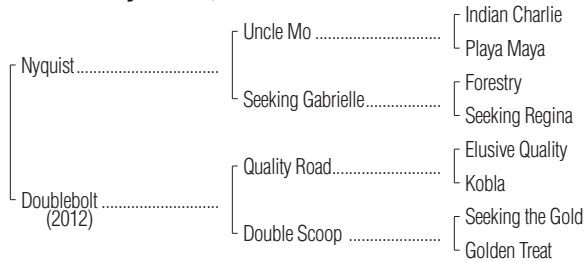 Indian Charlie
Uncle Mo
Playa Maya
Nyquist
Forestry
Seeking Gabrielle
Seeking Regina
Elusive Quality
Quality Road
Kobla
Doublebolt
(2012)
Seeking the Gold
Double Scoop
Golden Treat